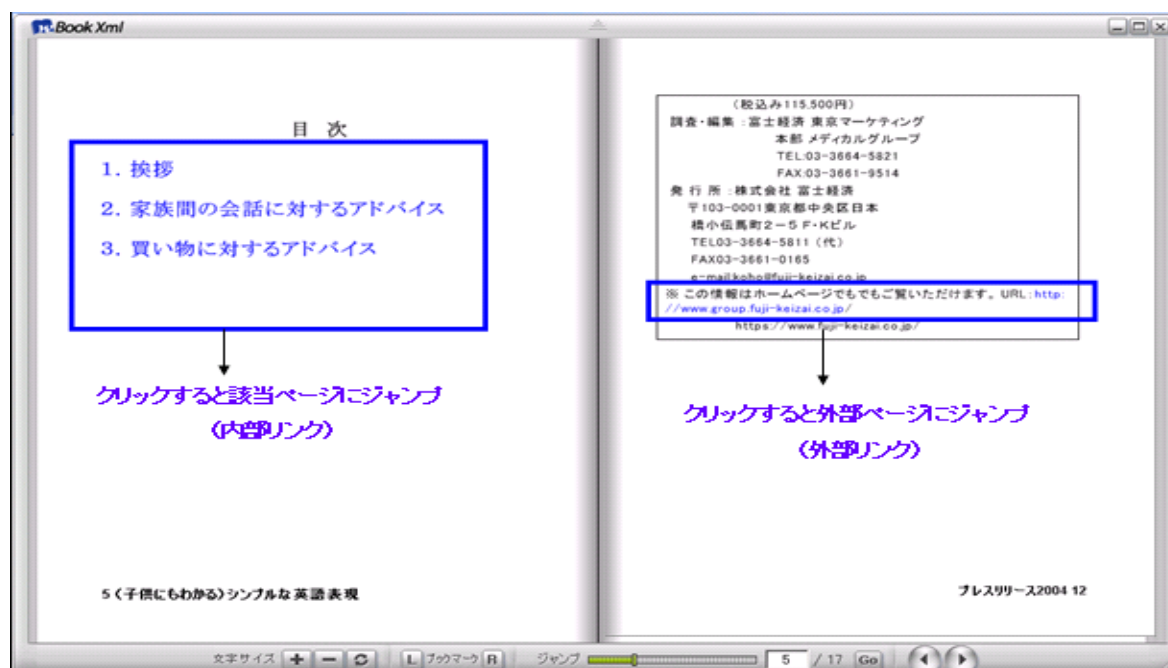 Book Xml
目 次
1. 挨拶
2. 家族間の会話に対するアドバイス
3. 買い物に対するアドバイス
クリックすると該当ページにジャンプ
(内部リンク)
5 (子供にもわかる)シンプルな英語表現
(税込み115,500円)
調査・編集 :富士経済 東京マーケティング
本部 メディカルグループ
TEL:03-3664-5821
FAX:03-3661-9514
発 行 所 :株式会社 富士経済
〒103-0001東京都中央区日本
橋小伝馬町2-5 F・Kビル
TEL03-3664-5811 (代)
FAX03-3661-0165
e-mail:koho@fuji-keizai.co.jp
※ この情報はホームページでもでもご覧いただけます。URL:http:
//www.group.fuji-keizai.co.jp/
https://www.fuji-keizai.co.jp/
クリックすると外部ページにジャンプ
(外部リンク)
プレスリリース2004 12
文字サイズ + - L ブックマーク R ジャンプ 5 / 17 Go